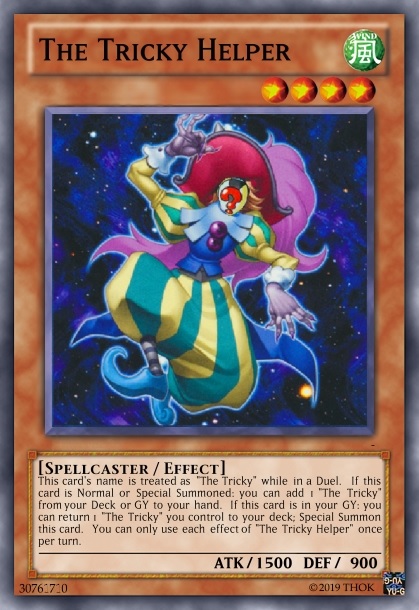 THE TRICKY HELPER
WIND
風
[SPELLCASTER / EFFECT]
This card's name is treated as "The Tricky" while in a Duel. If this
card is Normal or Special Summoned: you can add 1 "The Tricky"
from your Deck or GY to your hand. If this card is in your GY: you
can return 1 "The Tricky" you control to your deck; Special Summon
this card. You can only use each effect of "The Tricky Helper" once
per turn.
ATK / 1500 DEF / 900
©2019 THOK